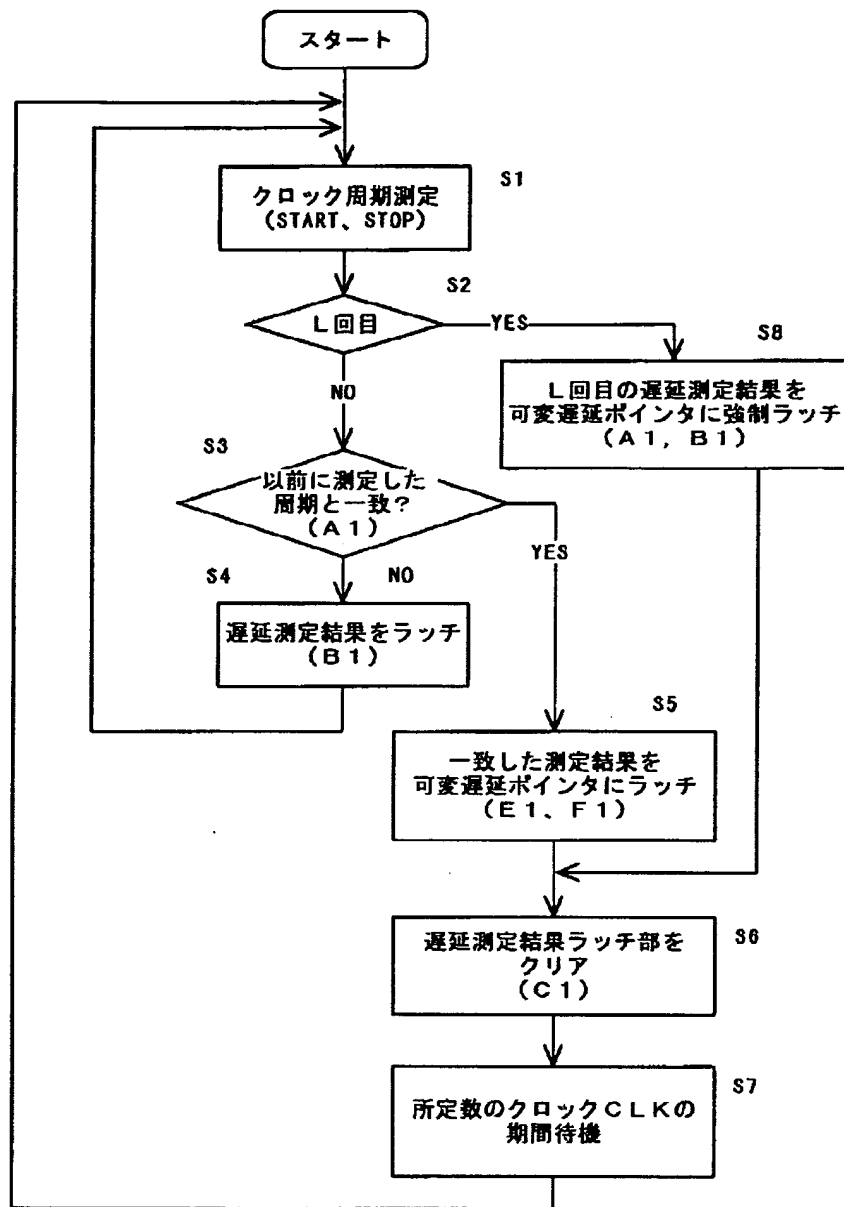 スタート
クロック周期測定
(START、STOP)
S1
S2
L回目
YES
S8
L回目の遅延測定結果を
可変遅延ポインタに強制ラッチ
(A1, B1)
NO
S3
以前に測定した
周期と一致？
(A1)
YES
S4
NO
遅延測定結果をラッチ
(B1)
S5
一致した測定結果を
可変遅延ポインタにラッチ
(E1、F1)
遅延測定結果ラッチ部を
クリア
(C1)
S6
S7
所定数のクロックCLKの
期間待機